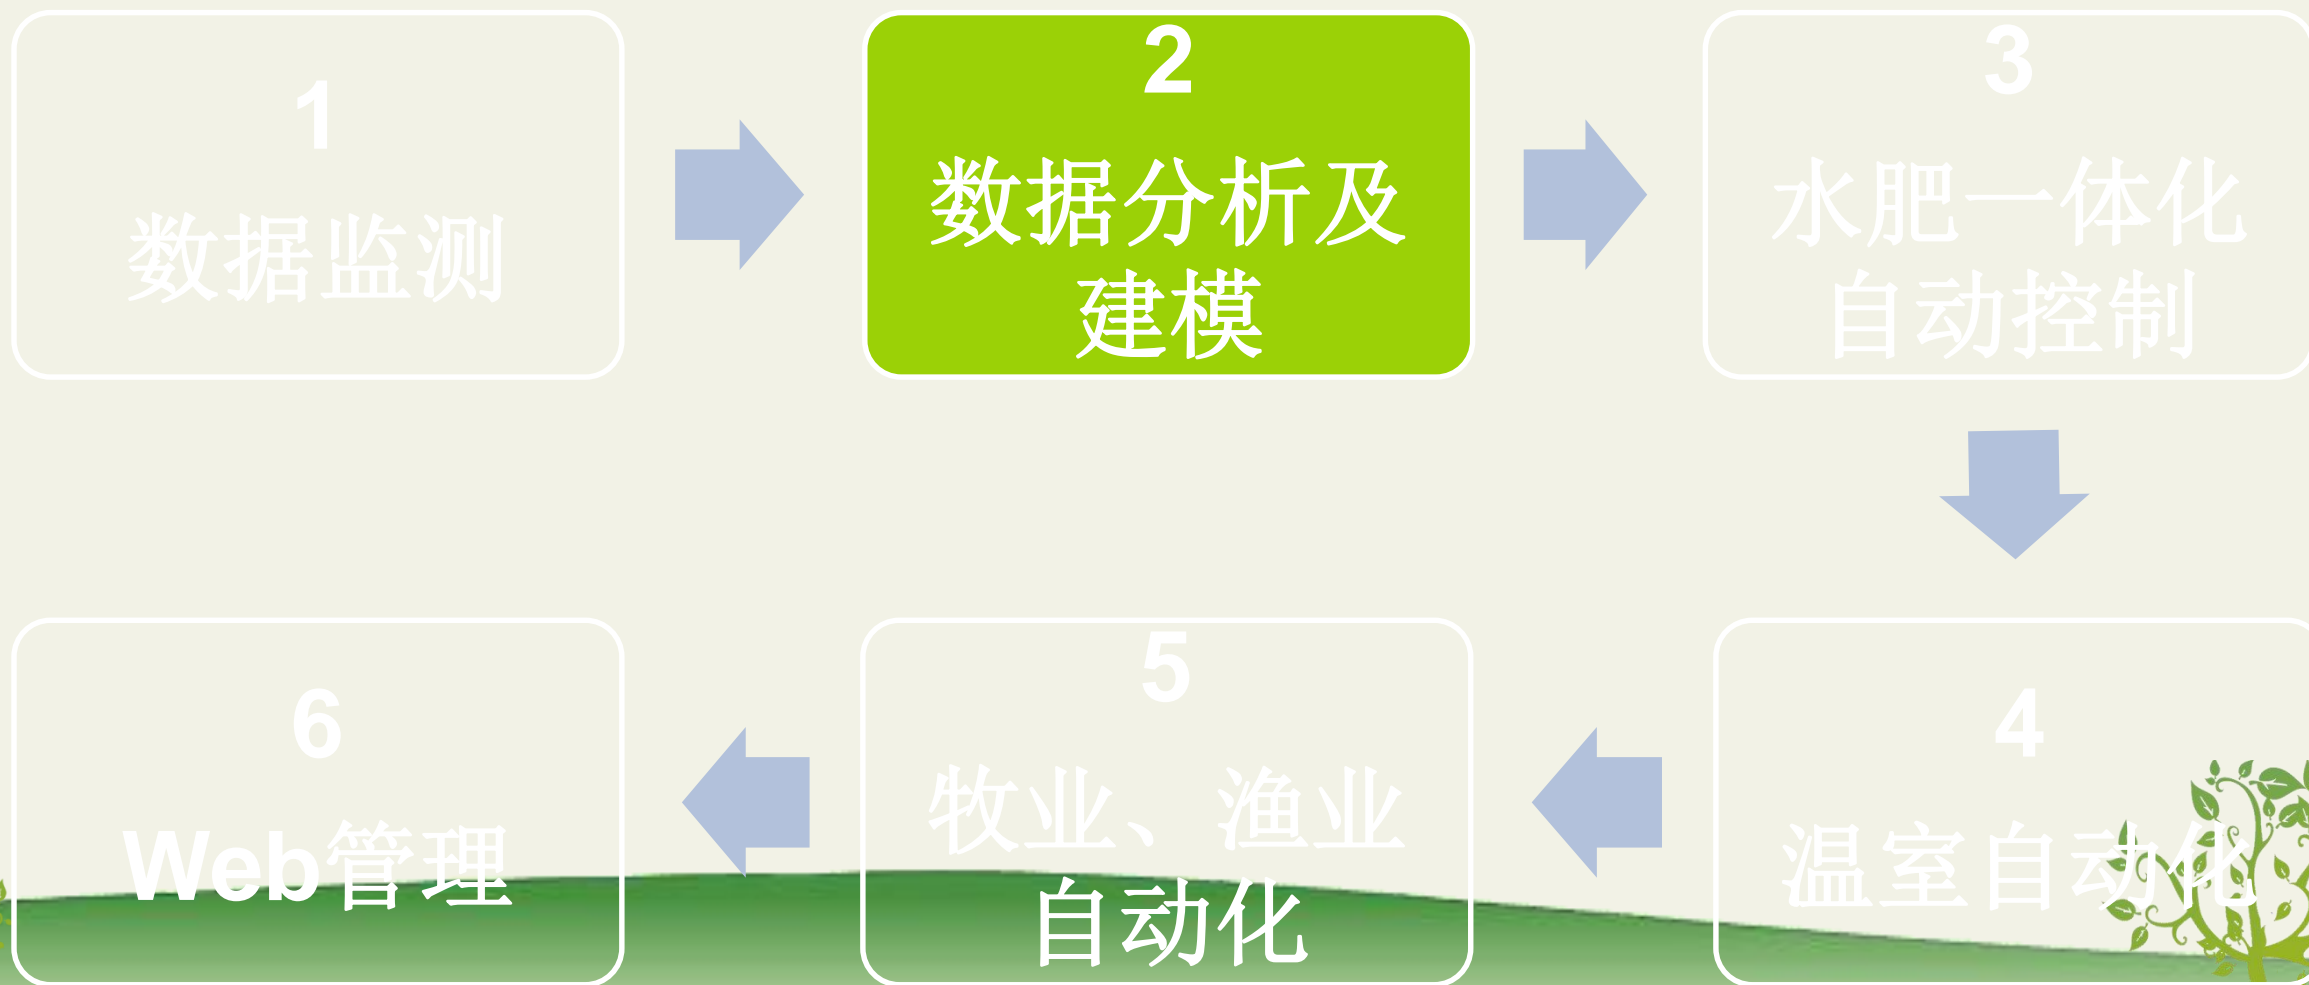 1
数据监测
2
数据分析及
建模
3
水肥一体化
自动控制
4
温室自动化
5
牧业、渔业
自动化
6
Web管理